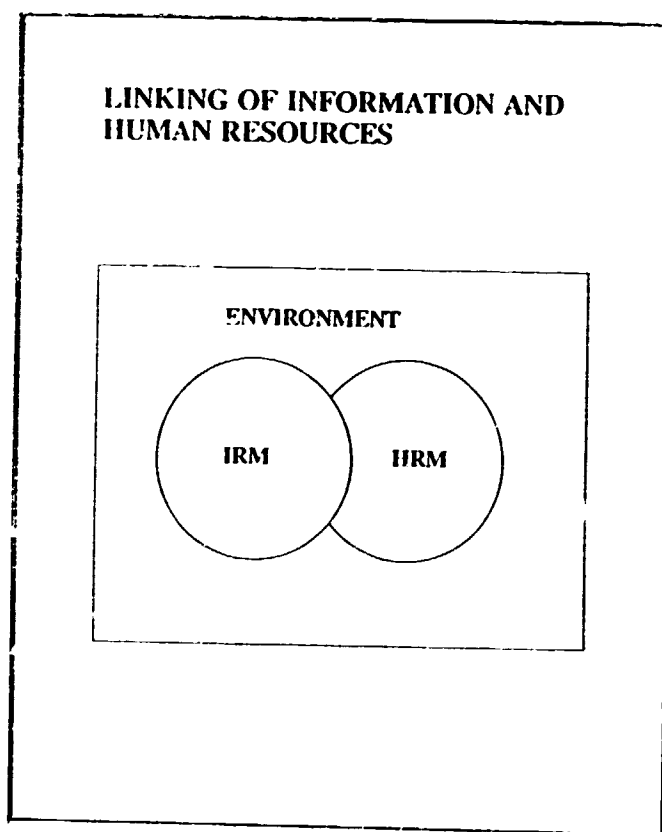 LINKING OF INFORMATION AND
HUMAN RESOURCES
ENVIRONMENT
IRM HRM